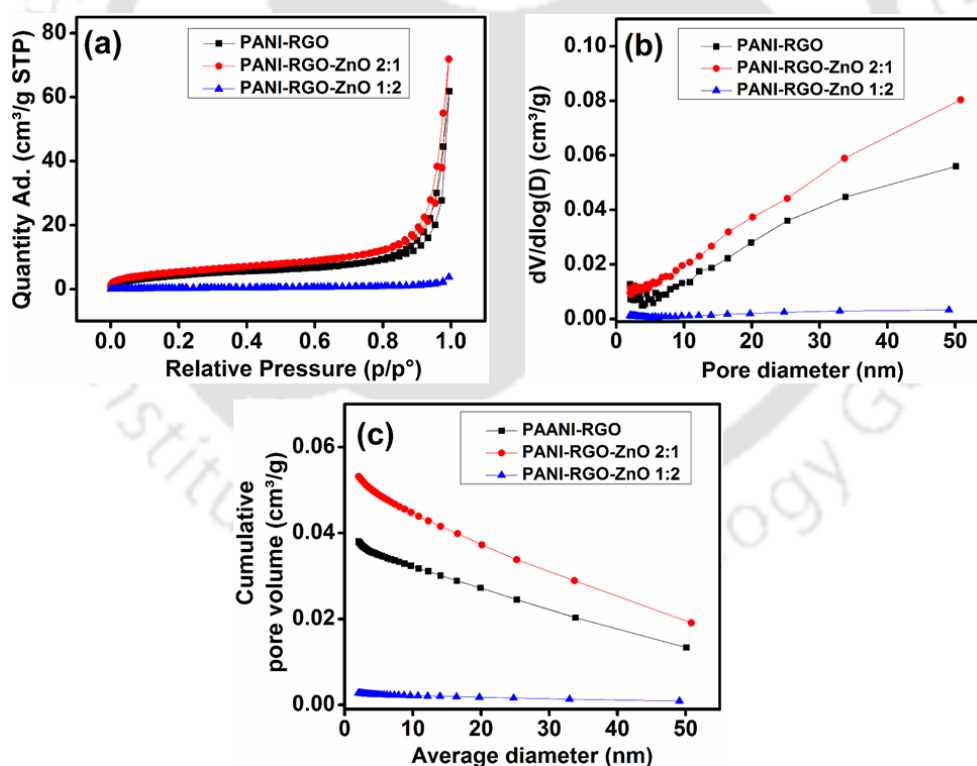 (a)
PANI-RGO
PANI-RGO-ZnO 2:1
PANI-RGO-ZnO 1:2
Quantity Ad. (cm³/g STP)
80
60
40
20
0
0.0 0.2 0.4 0.6 0.8 1.0
Relative Pressure (p/p°)
(b)
PANI-RGO
PANI-RGO-ZnO 2:1
PANI-RGO-ZnO 1:2
dV/dlog(D) (cm³/g)
0.10
0.08
0.06
0.04
0.02
0.00
0 10 20 30 40 50
Pore diameter (nm)
(c)
PAANI-RGO
PANI-RGO-ZnO 2:1
PANI-RGO-ZnO 1:2
Cumulative
pore volume (cm³/g)
0.06
0.04
0.02
0.00
0 10 20 30 40 50
Average diameter (nm)